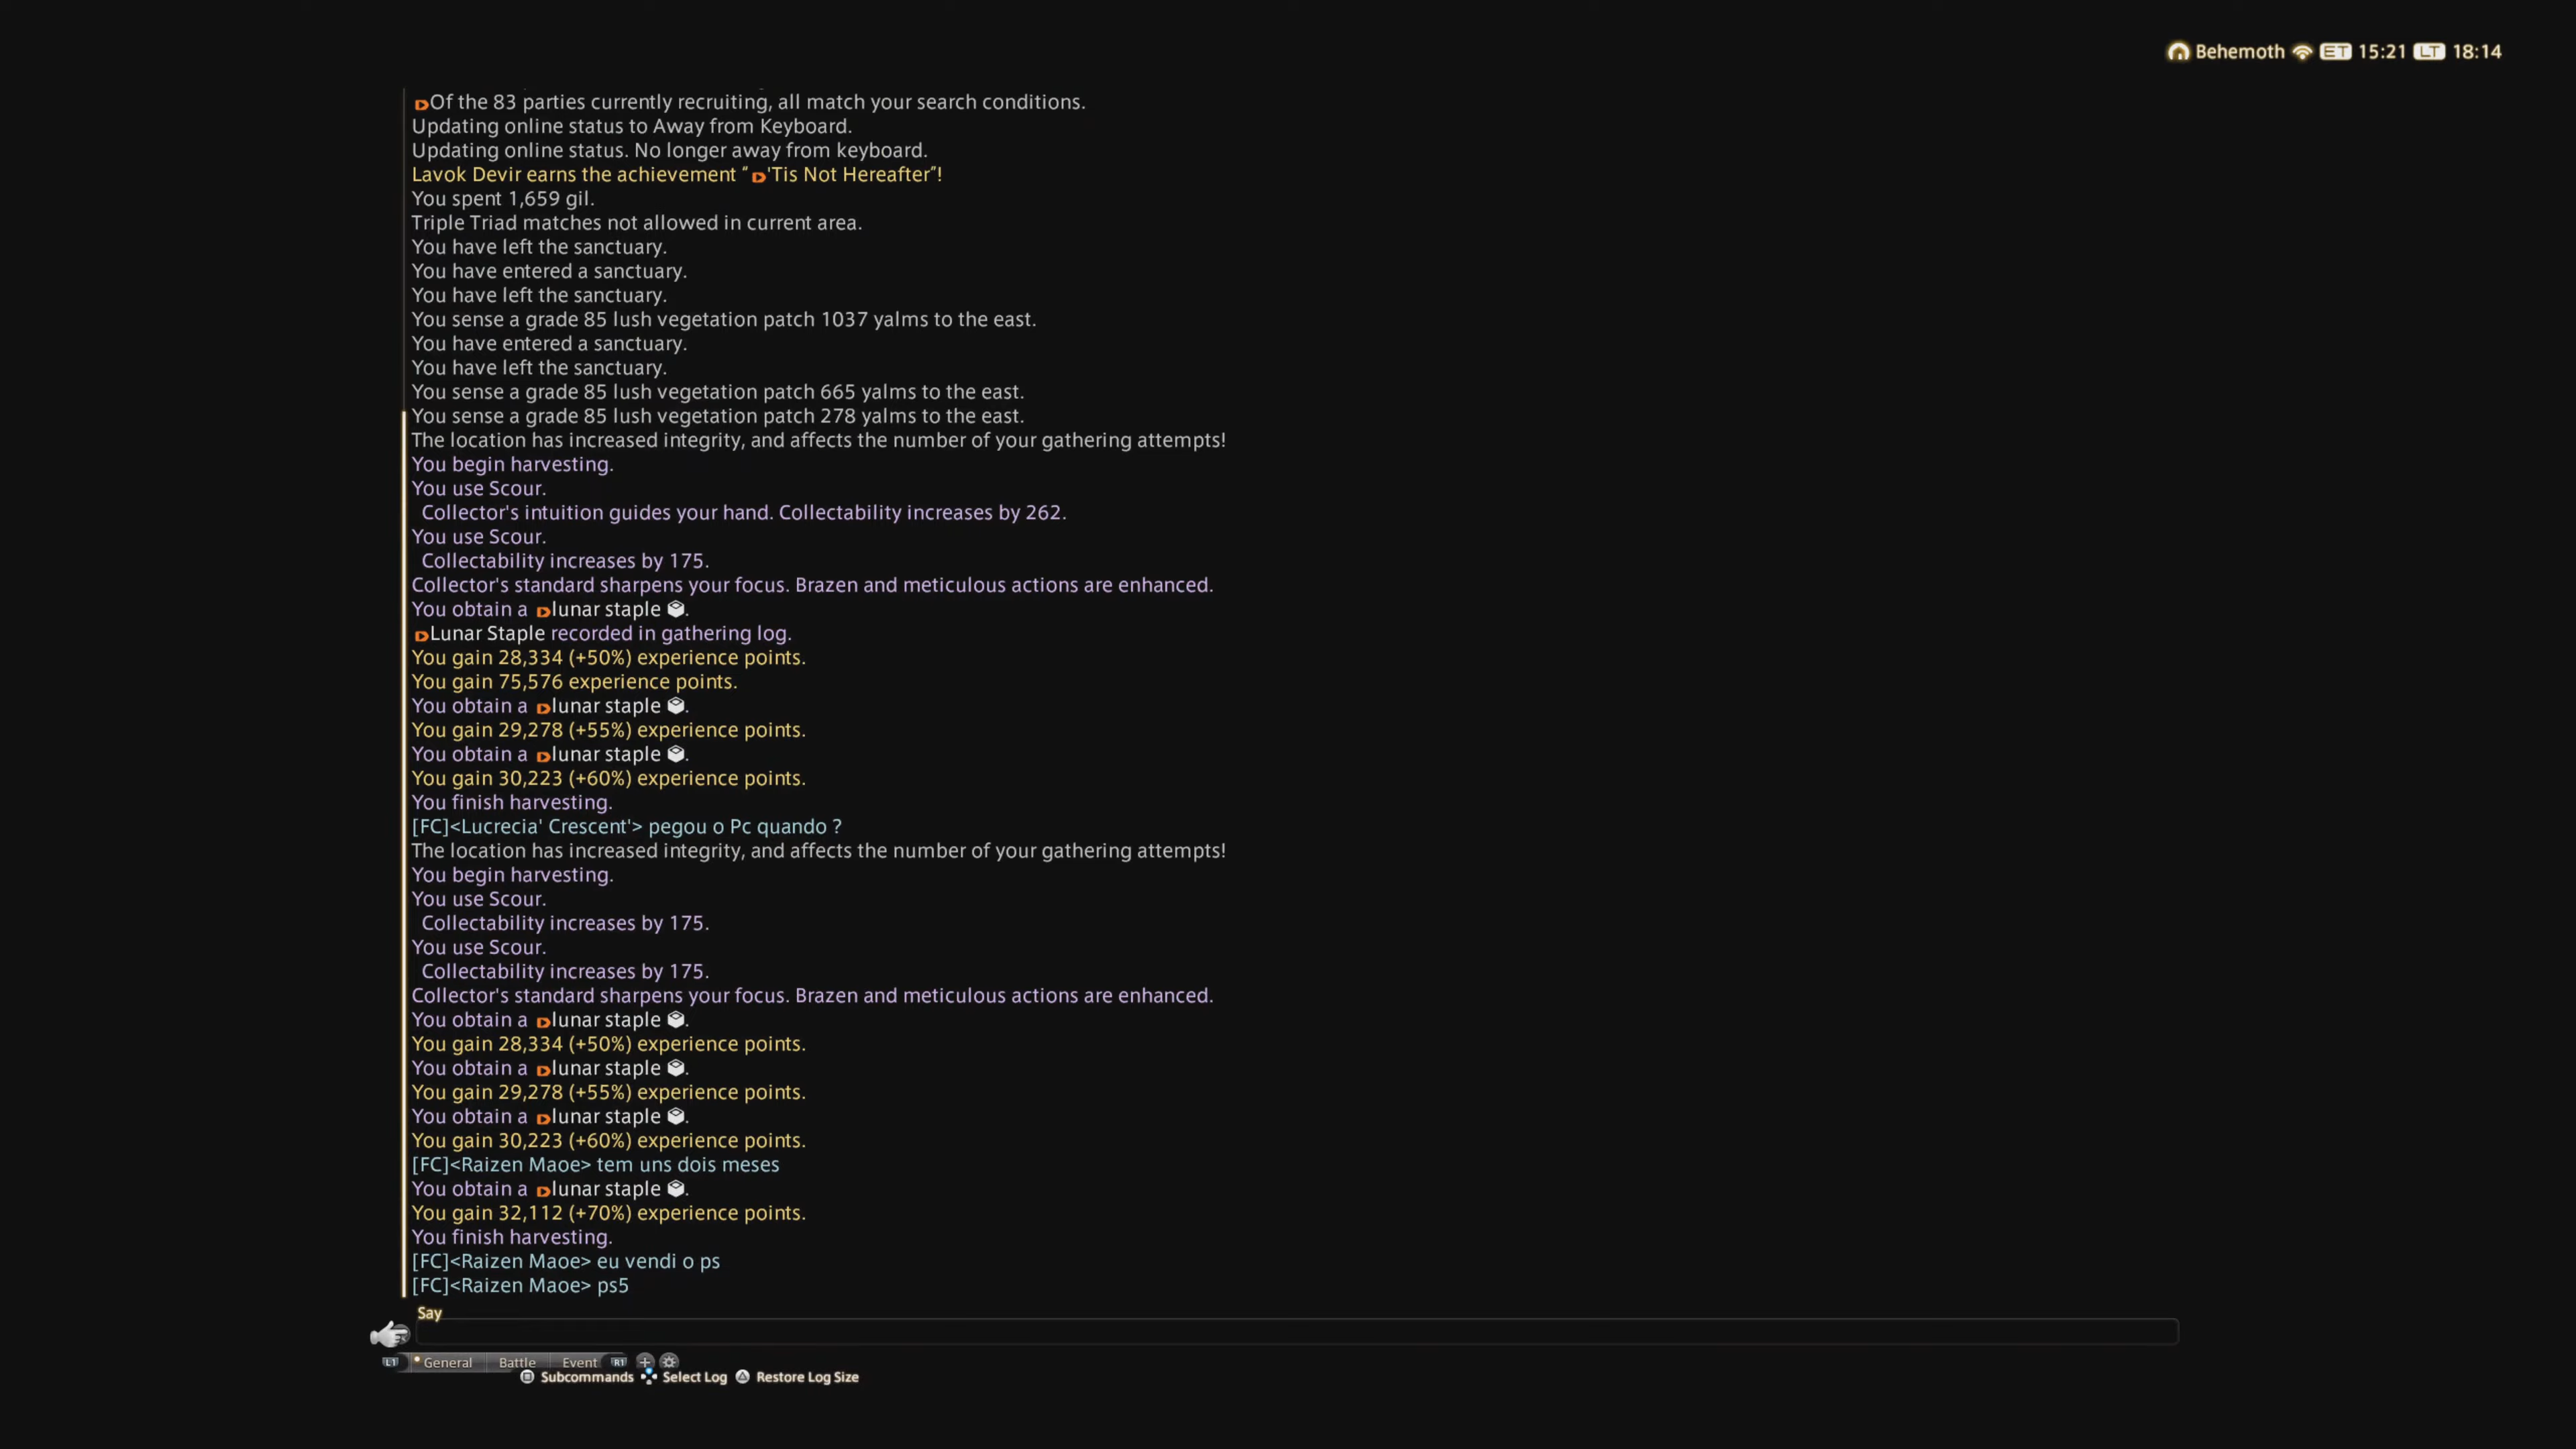 Behemoth ET 15:21 LT 18:14
Of the 83 parties currently recruiting, all match your search conditions.
Updating online status to Away from Keyboard.
Updating online status. No longer away from keyboard.
Lavok Devir earns the achievement “'Tis Not Hereafter”!
You spent 1,659 gil.
Triple Triad matches not allowed in current area.
You have left the sanctuary.
You have entered a sanctuary.
You have left the sanctuary.
You sense a grade 85 lush vegetation patch 1037 yalms to the east.
You have entered a sanctuary.
You have left the sanctuary.
You sense a grade 85 lush vegetation patch 665 yalms to the east.
You sense a grade 85 lush vegetation patch 278 yalms to the east.
The location has increased integrity, and affects the number of your gathering attempts!
You begin harvesting.
You use Scour.
Collector's intuition guides your hand. Collectability increases by 262.
You use Scour.
Collectability increases by 175.
Collector's standard sharpens your focus. Brazen and meticulous actions are enhanced.
You obtain a lunar staple.
Lunar Staple recorded in gathering log.
You gain 28,334 (+50%) experience points.
You gain 75,576 experience points.
You obtain a lunar staple.
You gain 29,278 (+55%) experience points.
You obtain a lunar staple.
You gain 30,223 (+60%) experience points.
You finish harvesting.
[FC]<Lucrecia' Crescent'> pegou o Pc quando ?
The location has increased integrity, and affects the number of your gathering attempts!
You begin harvesting.
You use Scour.
Collectability increases by 175.
You use Scour.
Collectability increases by 175.
Collector's standard sharpens your focus. Brazen and meticulous actions are enhanced.
You obtain a lunar staple.
You gain 28,334 (+50%) experience points.
You obtain a lunar staple.
You gain 29,278 (+55%) experience points.
You obtain a lunar staple.
You gain 30,223 (+60%) experience points.
[FC]<Raizen Maoe> tem uns dois meses
You obtain a lunar staple.
You gain 32,112 (+70%) experience points.
You finish harvesting.
[FC]<Raizen Maoe> eu vendi o ps
[FC]<Raizen Maoe> ps5
Say
L1 General Battle Event R1
Subcommands Select Log Restore Log Size